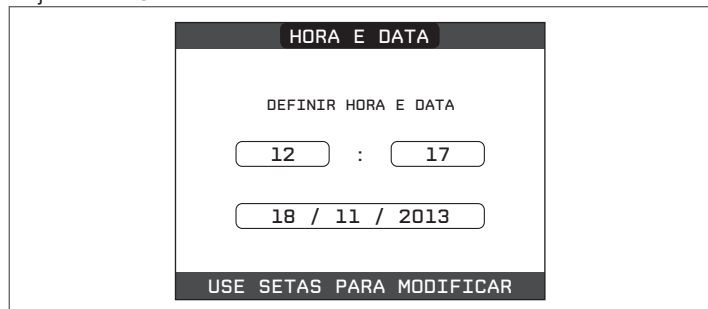 HORA E DATA
DEFINIR HORA E DATA
12 : 17
18 / 11 / 2013
USE SETAS PARA MODIFICAR